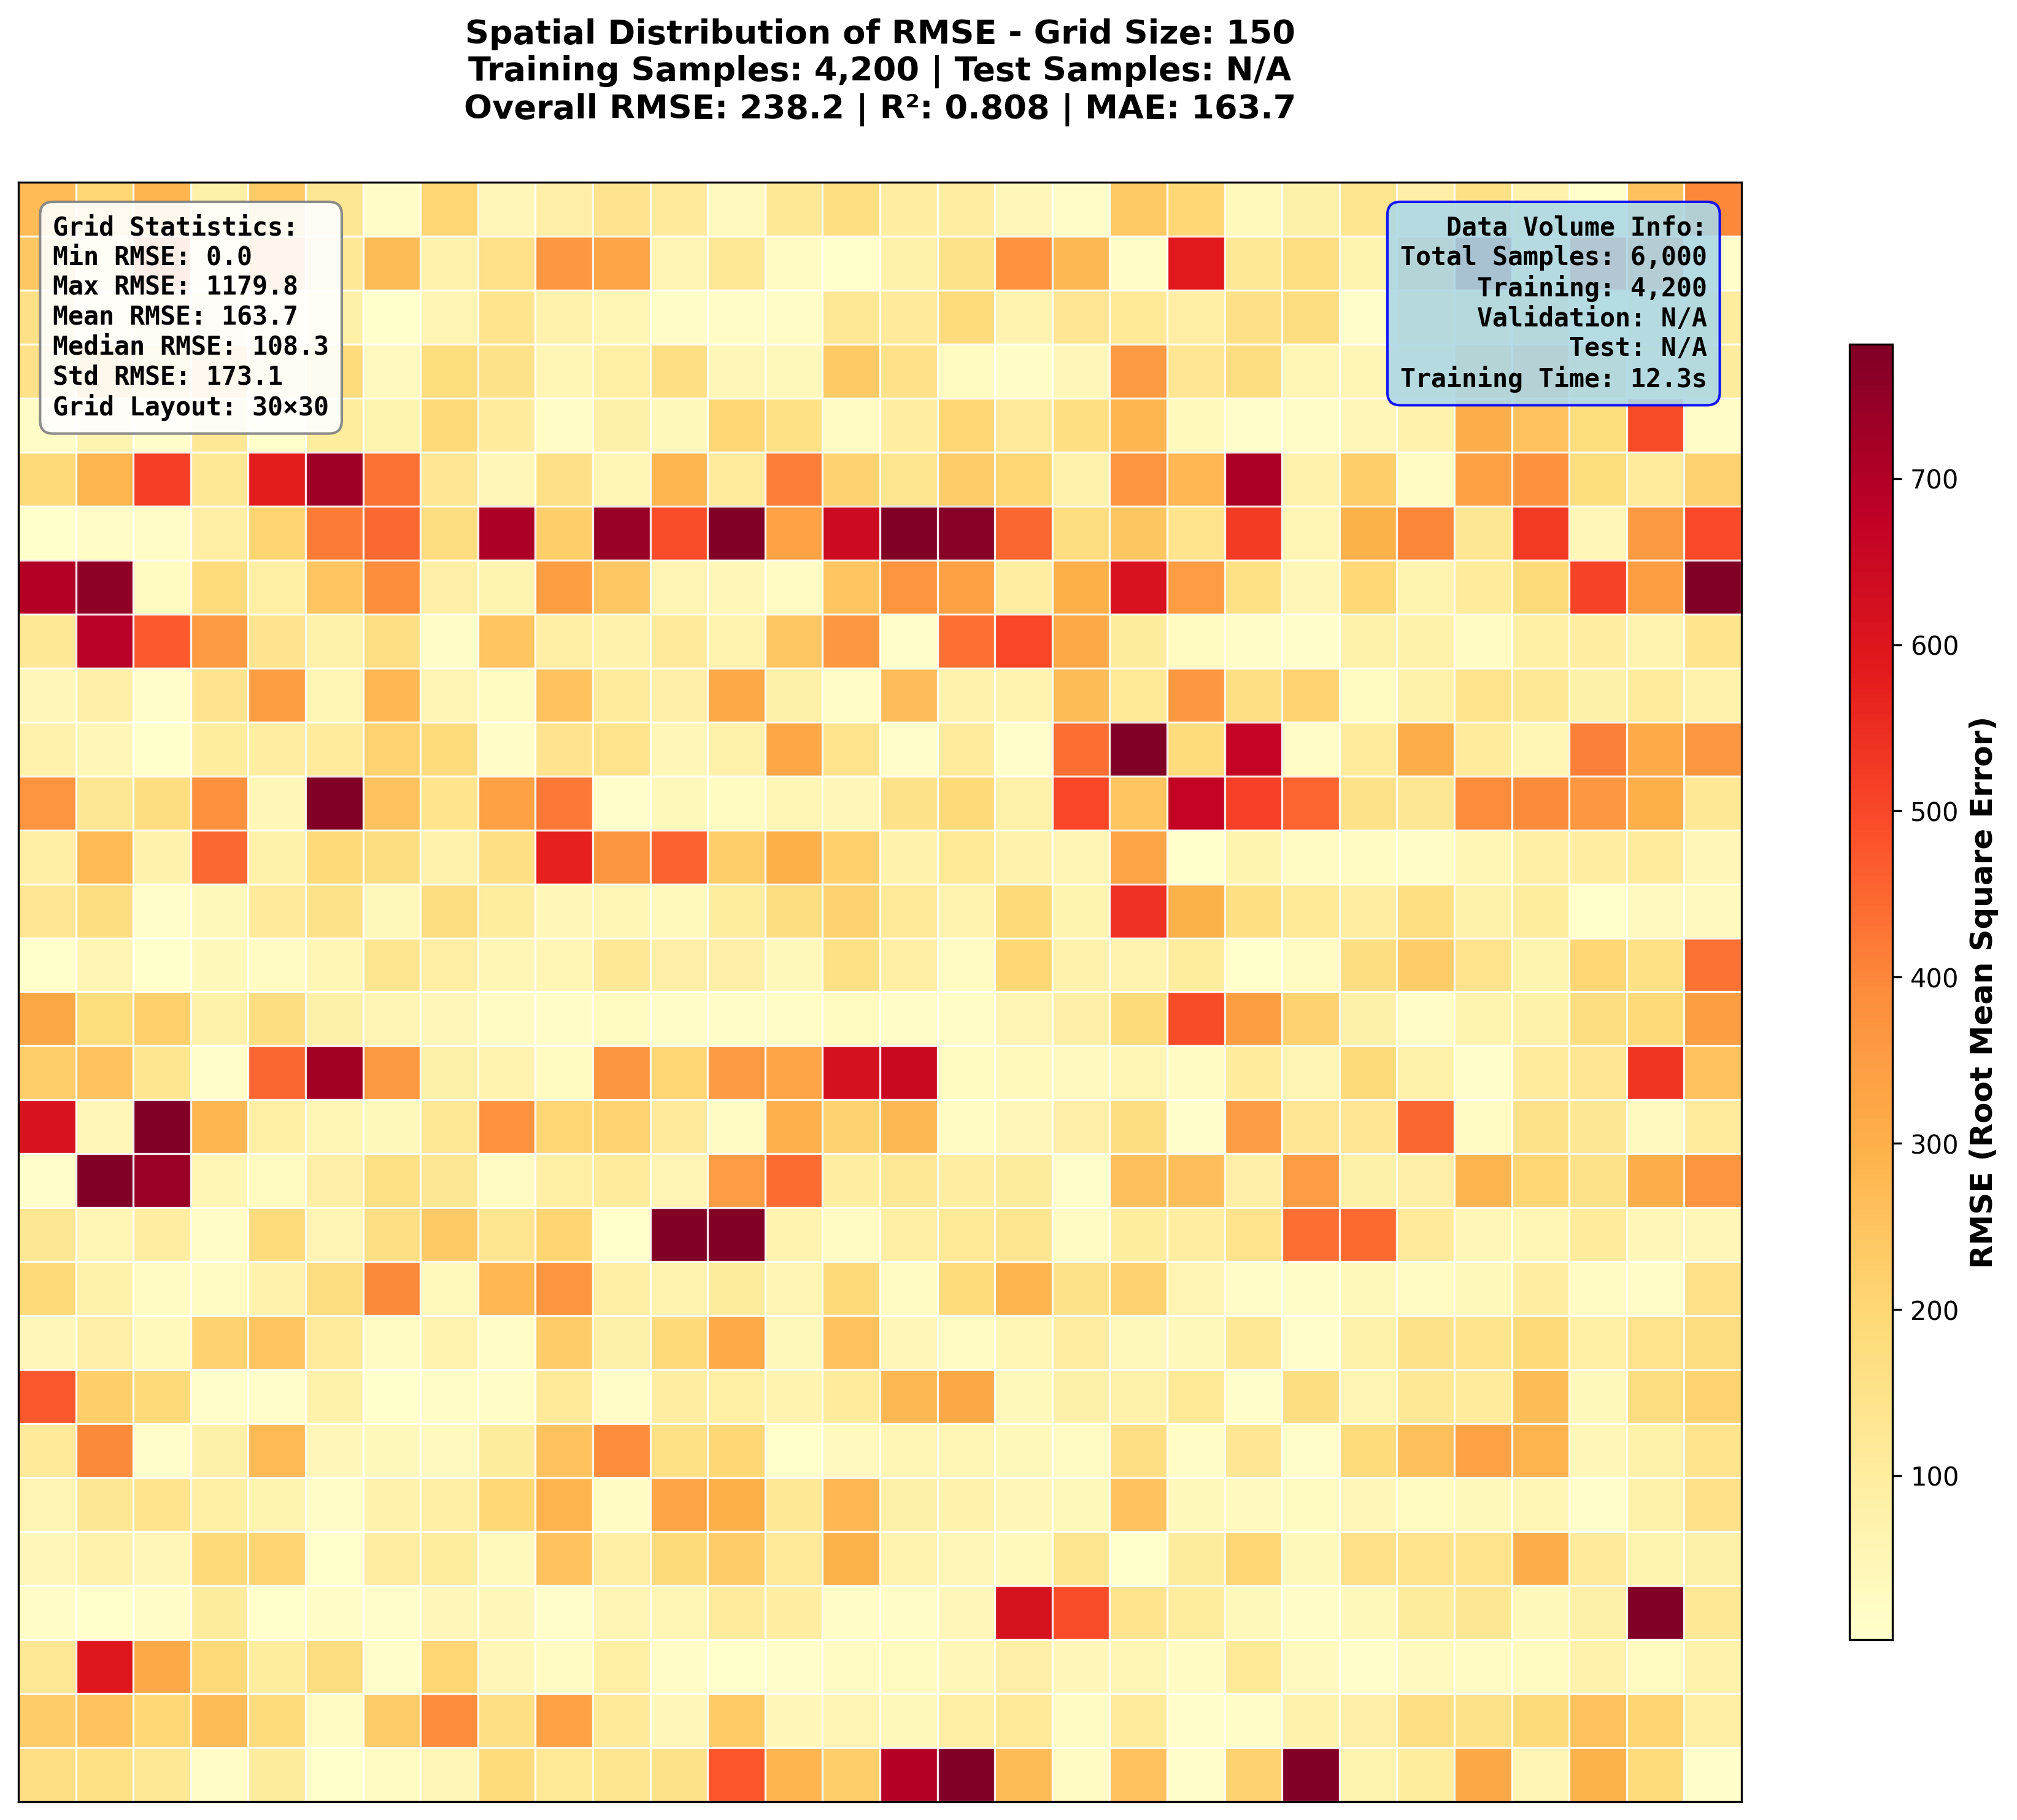 Spatial Distribution of RMSE - Grid Size: 150
Training Samples: 4,200 | Test Samples: N/A
Overall RMSE: 238.2 | R²: 0.808 | MAE: 163.7
Grid Statistics:
Min RMSE: 0.0
Max RMSE: 1179.8
Mean RMSE: 163.7
Median RMSE: 108.3
Std RMSE: 173.1
Grid Layout: 30×30
Data Volume Info:
Total Samples: 6,000
Training: 4,200
Validation: N/A
Test: N/A
Training Time: 12.3s
700
600
500
400
300
200
100
RMSE (Root Mean Square Error)